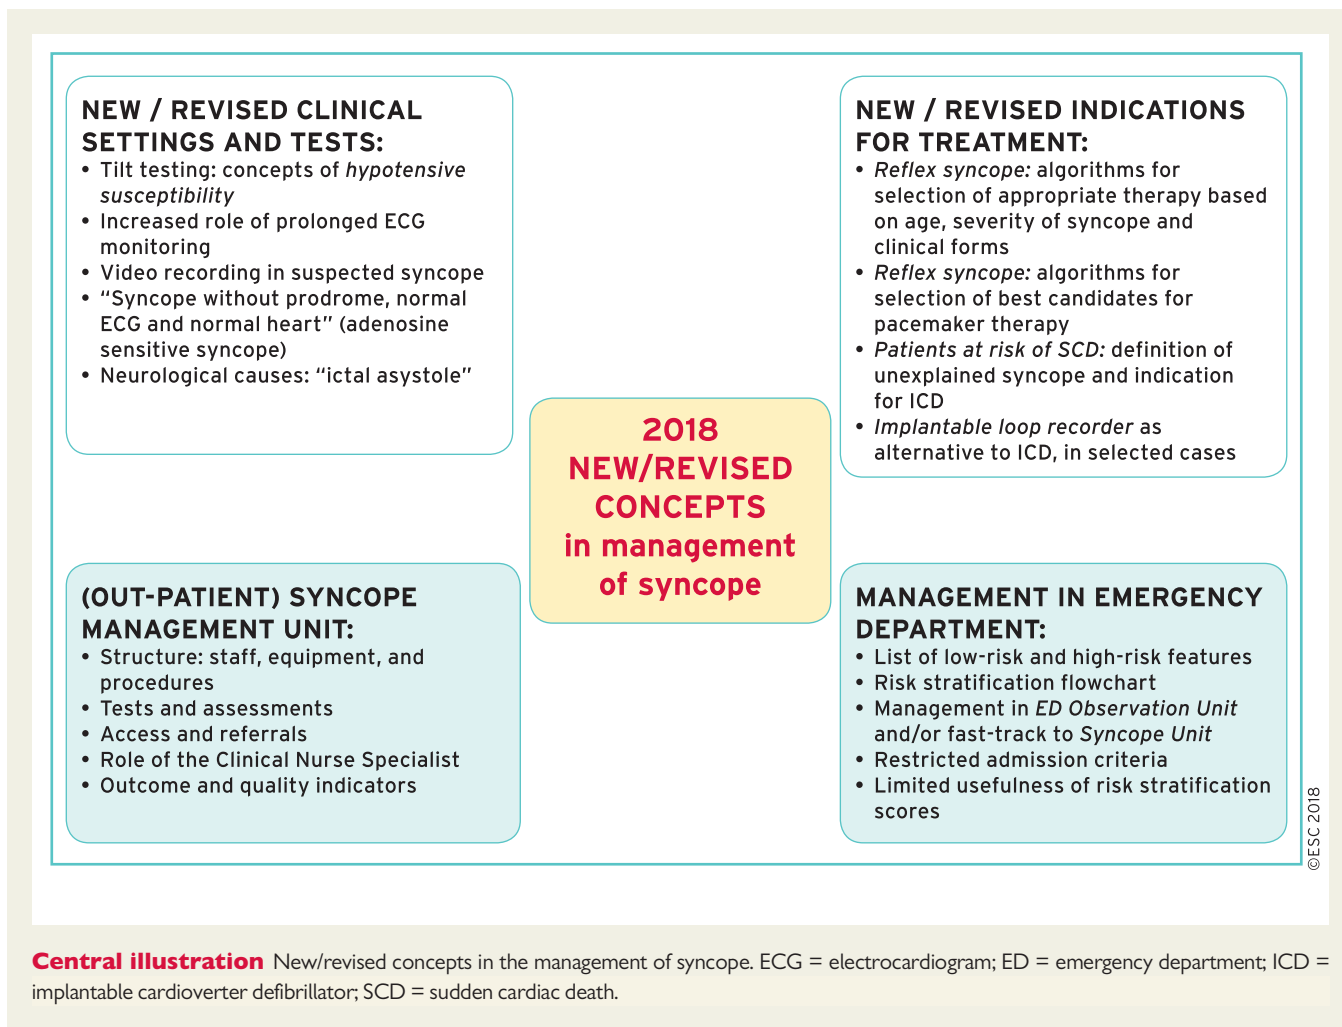 NEW / REVISED CLINICAL
SETTINGS AND TESTS:
• Tilt testing: concepts of hypotensive
susceptibility
• Increased role of prolonged ECG
monitoring
• Video recording in suspected syncope
• “Syncope without prodrome, normal
ECG and normal heart” (adenosine
sensitive syncope)
• Neurological causes: “ictal asystole”
NEW / REVISED INDICATIONS
FOR TREATMENT:
• Reflex syncope: algorithms for
selection of appropriate therapy based
on age, severity of syncope and
clinical forms
• Reflex syncope: algorithms for
selection of best candidates for
pacemaker therapy
• Patients at risk of SCD: definition of
unexplained syncope and indication
for ICD
• Implantable loop recorder as
alternative to ICD, in selected cases
2018
NEW/REVISED
CONCEPTS
in management
of syncope
(OUT-PATIENT) SYNCOPE
MANAGEMENT UNIT:
• Structure: staff, equipment, and
procedures
• Tests and assessments
• Access and referrals
• Role of the Clinical Nurse Specialist
• Outcome and quality indicators
MANAGEMENT IN EMERGENCY
DEPARTMENT:
• List of low-risk and high-risk features
• Risk stratification flowchart
• Management in ED Observation Unit
and/or fast-track to Syncope Unit
• Restricted admission criteria
• Limited usefulness of risk stratification
scores
©ESC 2018
Central illustration New/revised concepts in the management of syncope. ECG = electrocardiogram; ED = emergency department; ICD =
implantable cardioverter defibrillator; SCD = sudden cardiac death.